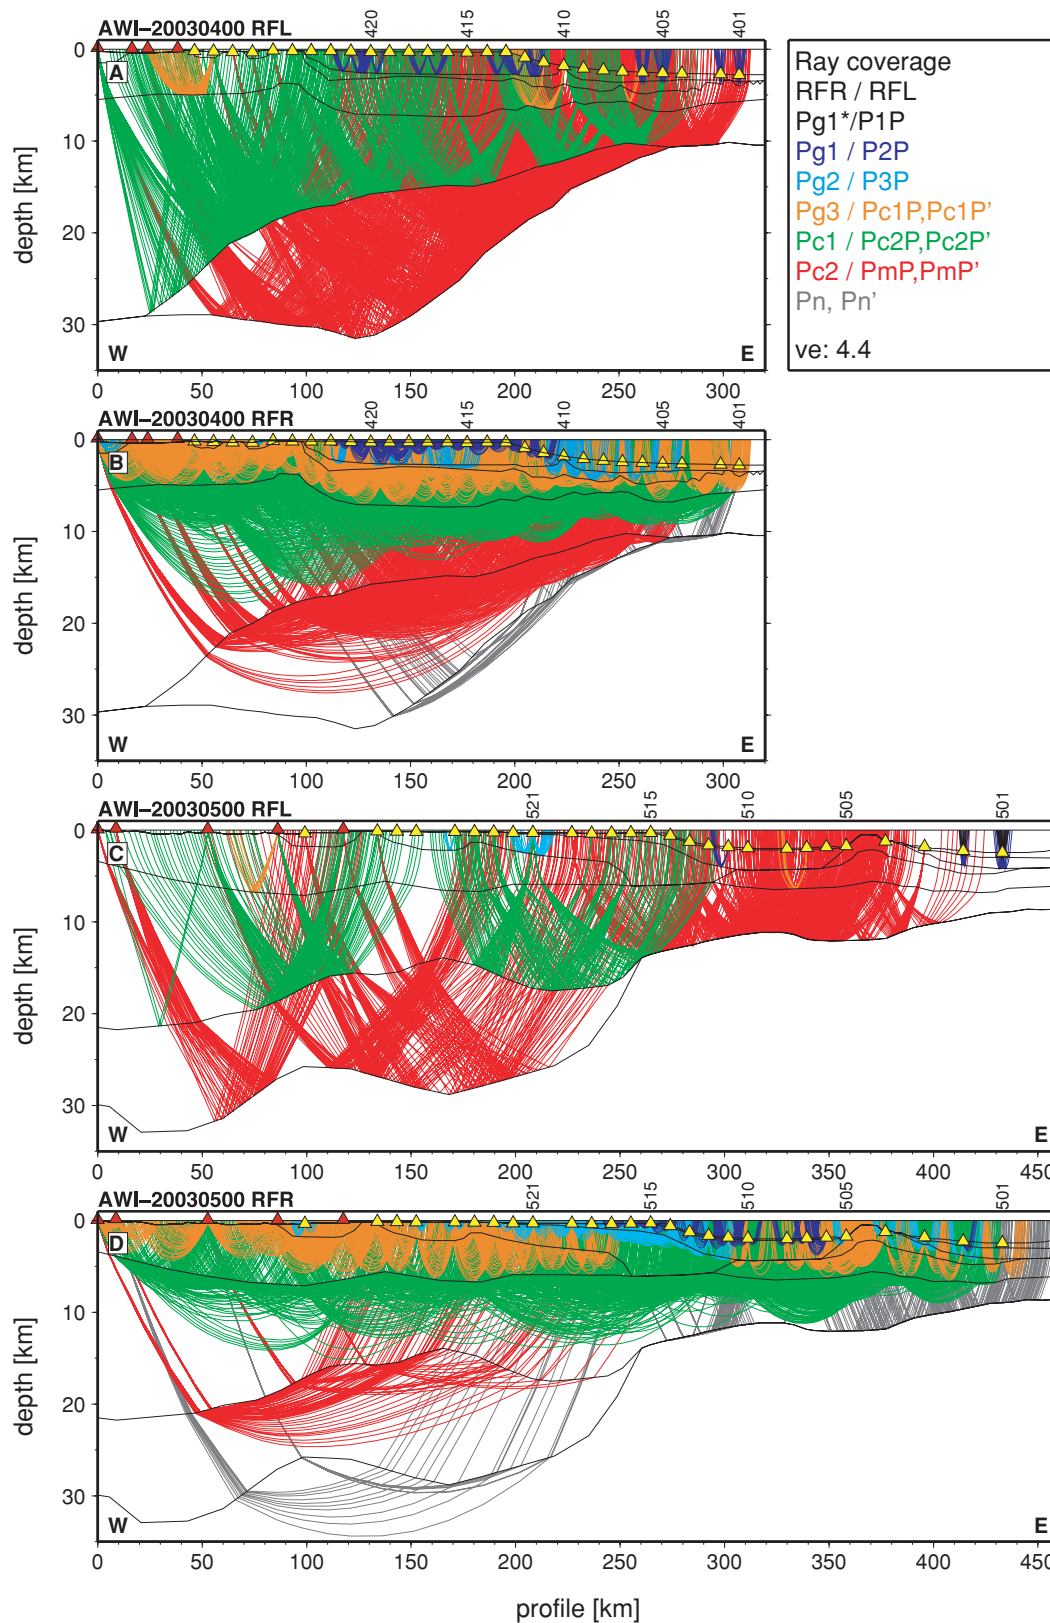 AWI–20030400 RFL
420
415
410
405
401
0
10
20
30
depth [km]
A
W
E
0
50
100
150
200
250
300
Ray coverage
RFR / RFL
Pg1*/P1P
Pg1 / P2P
Pg2 / P3P
Pg3 / Pc1P,Pc1P'
Pc1 / Pc2P,Pc2P'
Pc2 / PmP,PmP'
Pn, Pn'
ve: 4.4
AWI–20030400 RFR
420
415
410
405
401
0
10
20
30
depth [km]
B
W
E
0
50
100
150
200
250
300
AWI–20030500 RFL
521
515
510
505
501
0
10
20
30
depth [km]
C
W
E
0
50
100
150
200
250
300
350
400
450
AWI–20030500 RFR
521
515
510
505
501
0
10
20
30
depth [km]
D
W
E
0
50
100
150
200
250
300
350
400
450
profile [km]